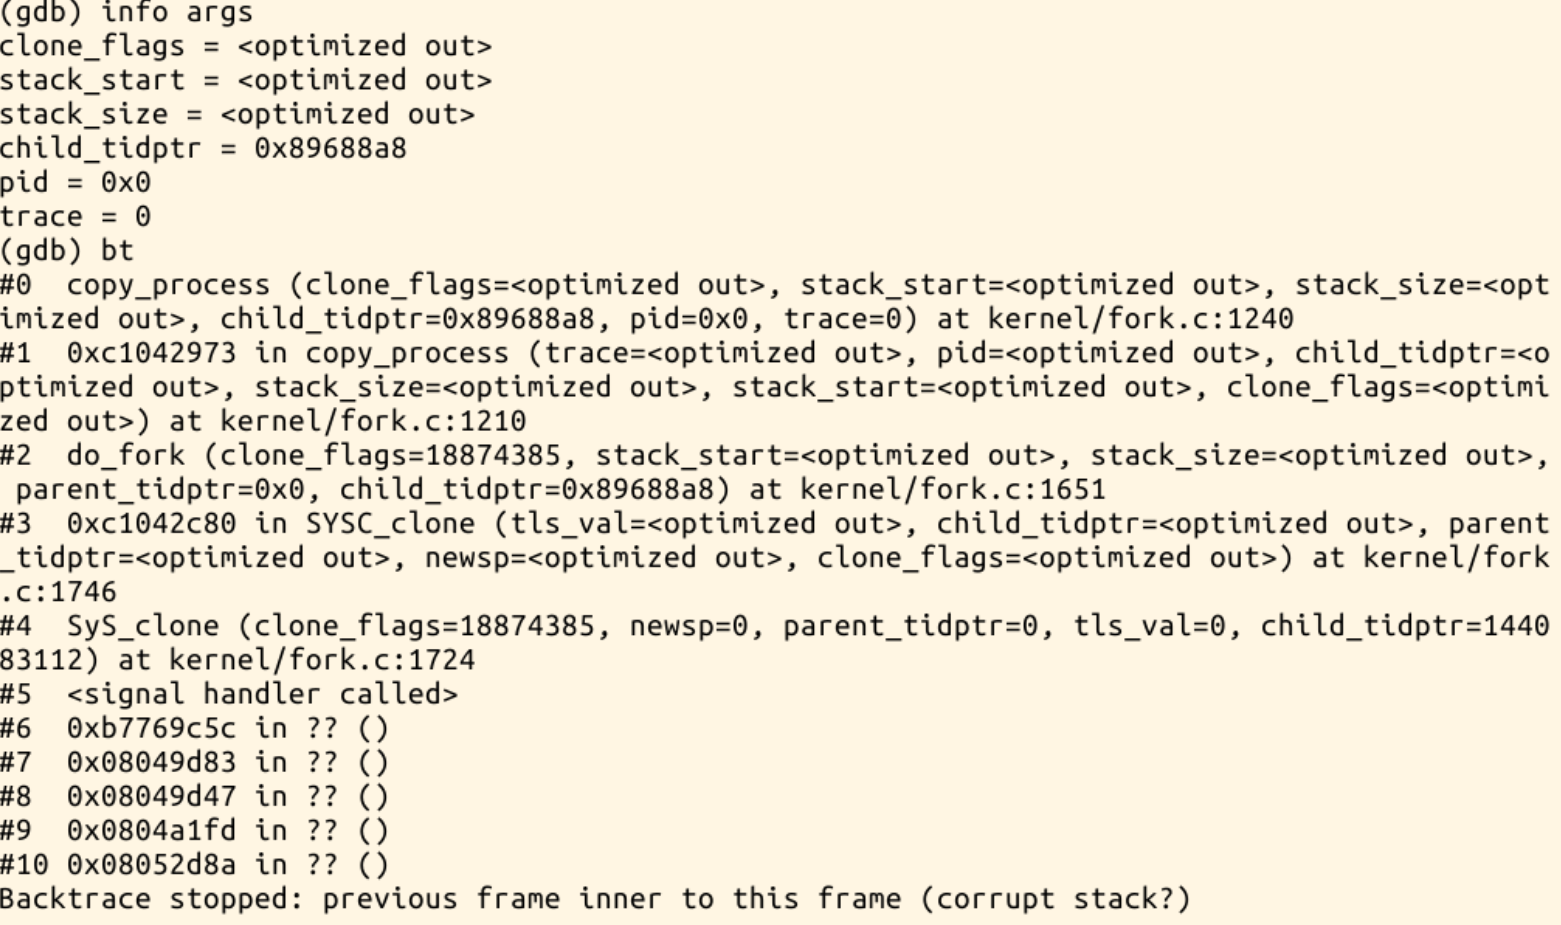 (gdb) info args
clone_flags = <optimized out>
stack_start = <optimized out>
stack_size = <optimized out>
child_tidptr = 0x89688a8
pid = 0x0
trace = 0
(gdb) bt
#0  copy_process (clone_flags=<optimized out>, stack_start=<optimized out>, stack_size=<opt
imized out>, child_tidptr=0x89688a8, pid=0x0, trace=0) at kernel/fork.c:1240
#1  0xc1042973 in copy_process (trace=<optimized out>, pid=<optimized out>, child_tidptr=<o
ptimized out>, stack_size=<optimized out>, stack_start=<optimized out>, clone_flags=<optimi
zed out>) at kernel/fork.c:1210
#2  do_fork (clone_flags=18874385, stack_start=<optimized out>, stack_size=<optimized out>,
 parent_tidptr=0x0, child_tidptr=0x89688a8) at kernel/fork.c:1651
#3  0xc1042c80 in SYSC_clone (tls_val=<optimized out>, child_tidptr=<optimized out>, parent
_tidptr=<optimized out>, newsp=<optimized out>, clone_flags=<optimized out>) at kernel/fork
.c:1746
#4  SyS_clone (clone_flags=18874385, newsp=0, parent_tidptr=0, tls_val=0, child_tidptr=1440
83112) at kernel/fork.c:1724
#5  <signal handler called>
#6  0xb7769c5c in ?? ()
#7  0x08049d83 in ?? ()
#8  0x08049d47 in ?? ()
#9  0x0804a1fd in ?? ()
#10 0x08052d8a in ?? ()
Backtrace stopped: previous frame inner to this frame (corrupt stack?)